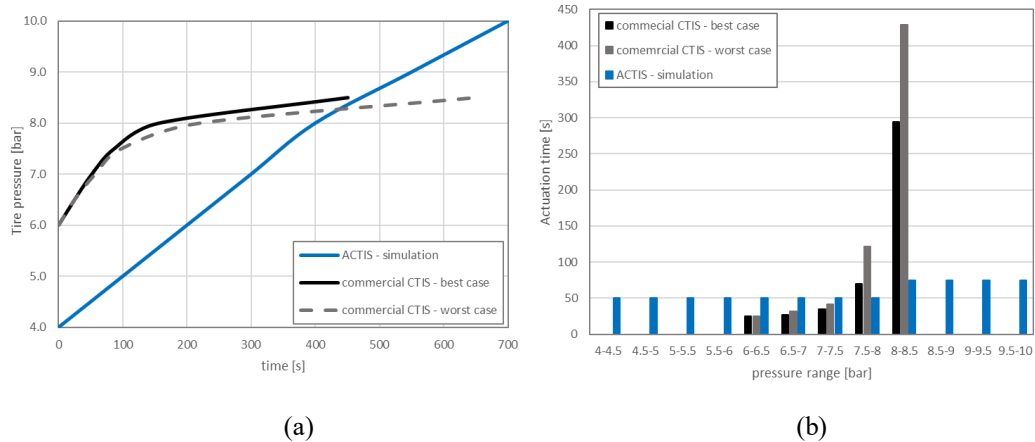 10.0
9.0
8.0
7.0
6.0
5.0
4.0
Tire pressure [bar]
0 100 200 300 400 500 600 700
time [s]
ACTIS - simulation
commercial CTIS - best case
commercial CTIS - worst case
(a)
450
400
350
300
250
200
150
100
50
0
Actuation time [s]
commecial CTIS - best case
comemrcial CTIS - worst case
ACTIS - simulation
4-4.5 4.5-5 5-5.5 5.5-6 6-6.5 6.5-7 7-7.5 7.5-8 8-8.5 8.5-9 9-9.5 9.5-10
pressure range [bar]
(b)